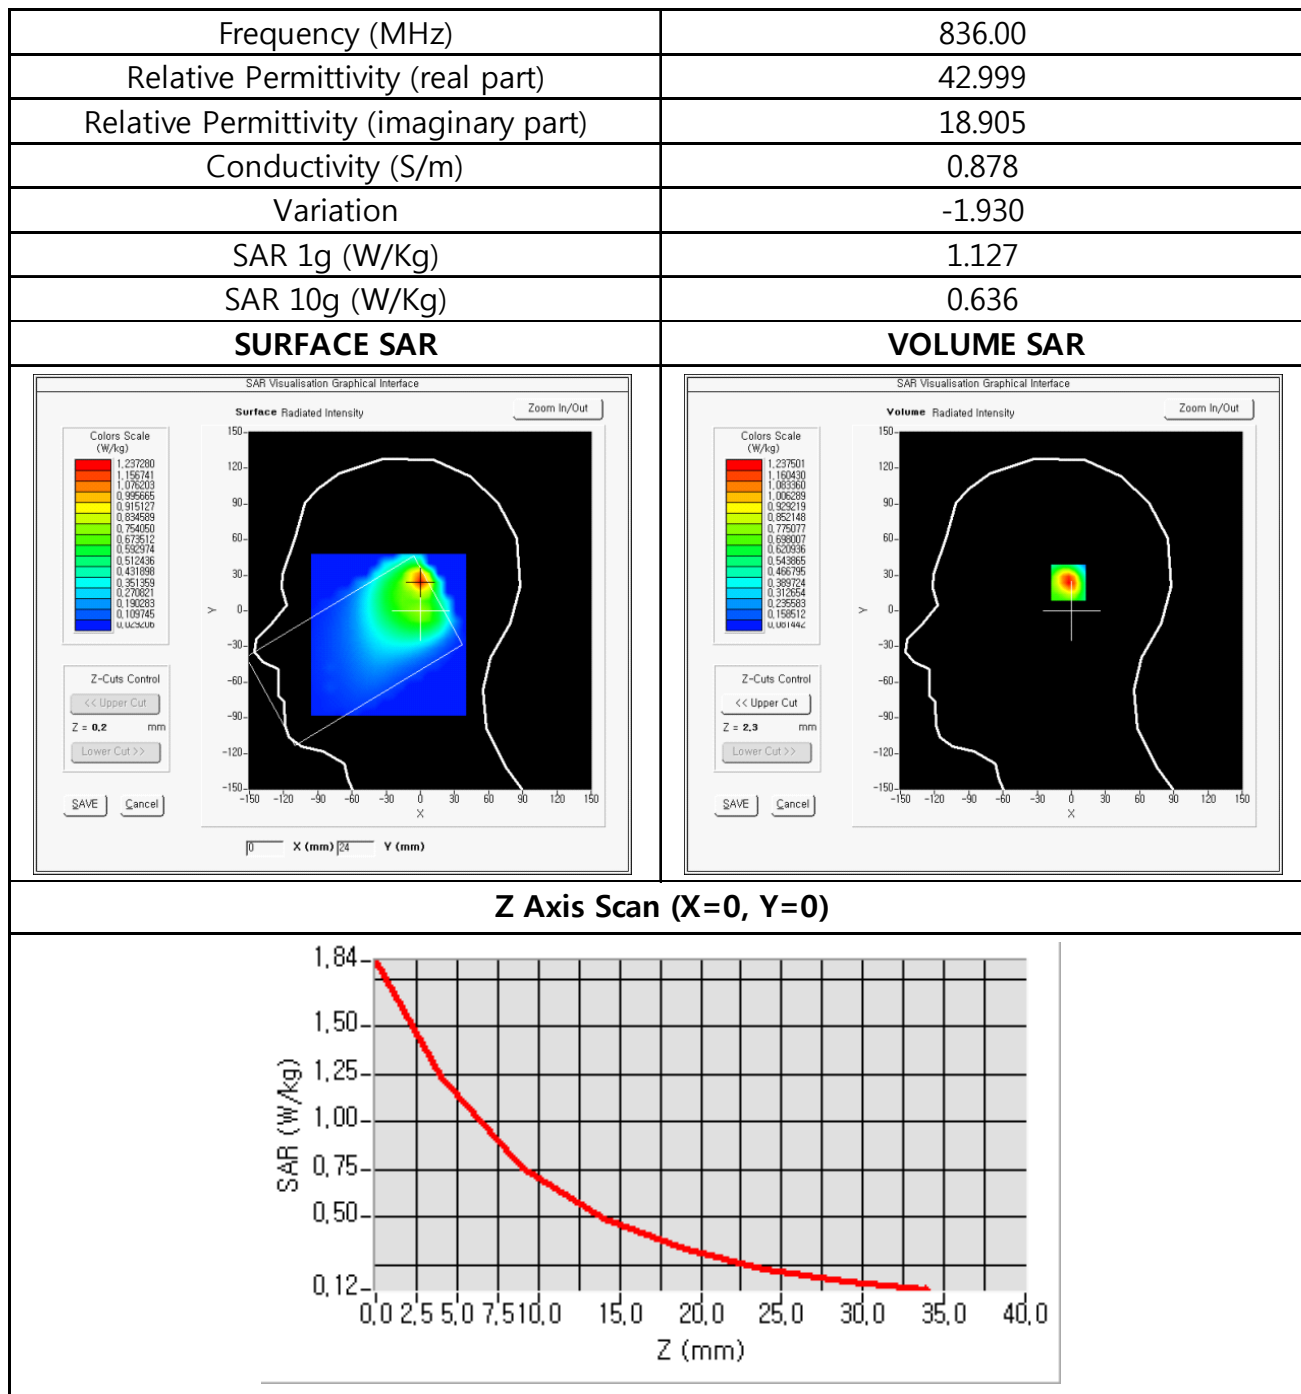 Frequency (MHz) 836.00
Relative Permittivity (real part) 42.999
Relative Permittivity (imaginary part) 18.905
Conductivity (S/m) 0.878
Variation -1.930
SAR 1g (W/Kg) 1.127
SAR 10g (W/Kg) 0.636
SURFACE SAR VOLUME SAR
SAR Visualisation Graphical Interface
Surface Radiated Intensity
Zoom In/Out
Colors Scale
(W/kg)
1,237280
1,156741
1,076203
0,995665
0,915127
0,834589
0,754050
0,673512
0,592974
0,512436
0,431898
0,351359
0,270821
0,190283
0,109745
0,029206
Z-Cuts Control
<< Upper Cut
Z = 0,2 mm
Lower Cut >>
SAVE Cancel
150
120
90
60
30
0
-30
-60
-90
-120
-150
Y
-150 -120 -90 -60 -30 0 30 60 90 120 150
X
0 X (mm) 24 Y (mm)
SAR Visualisation Graphical Interface
Volume Radiated Intensity
Zoom In/Out
Colors Scale
(W/kg)
1,237501
1,160430
1,083360
1,006289
0,929219
0,852148
0,775077
0,698007
0,620936
0,543865
0,466795
0,389724
0,312654
0,235583
0,158512
0,081442
Z-Cuts Control
<< Upper Cut
Z = 2,3 mm
Lower Cut >>
SAVE Cancel
150
120
90
60
30
0
-30
-60
-90
-120
-150
Y
-150 -120 -90 -60 -30 0 30 60 90 120 150
X
Z Axis Scan (X=0, Y=0)
1,84
1,50
1,25
1,00
0,75
0,50
0,12
SAR (W/kg)
0,0 2,5 5,0 7,5 10,0 15,0 20,0 25,0 30,0 35,0 40,0
Z (mm)